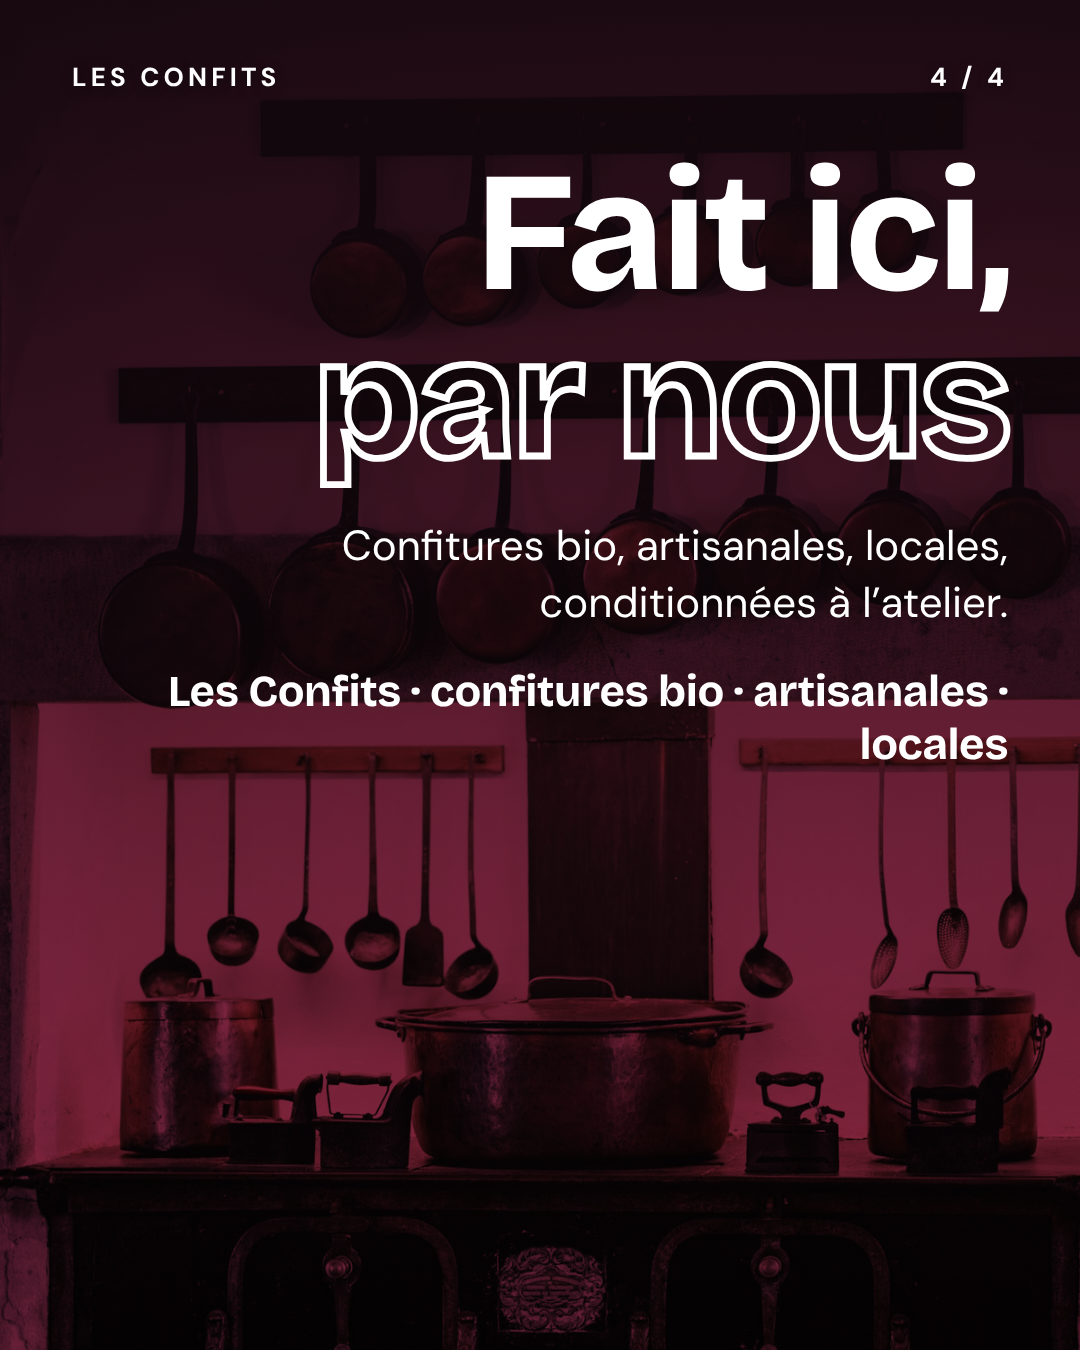 LES CONFITS
4 / 4
Fait ici,
par nous
Confitures bio, artisanales, locales,
conditionnées à l’atelier.
Les Confits · confitures bio · artisanales ·
locales